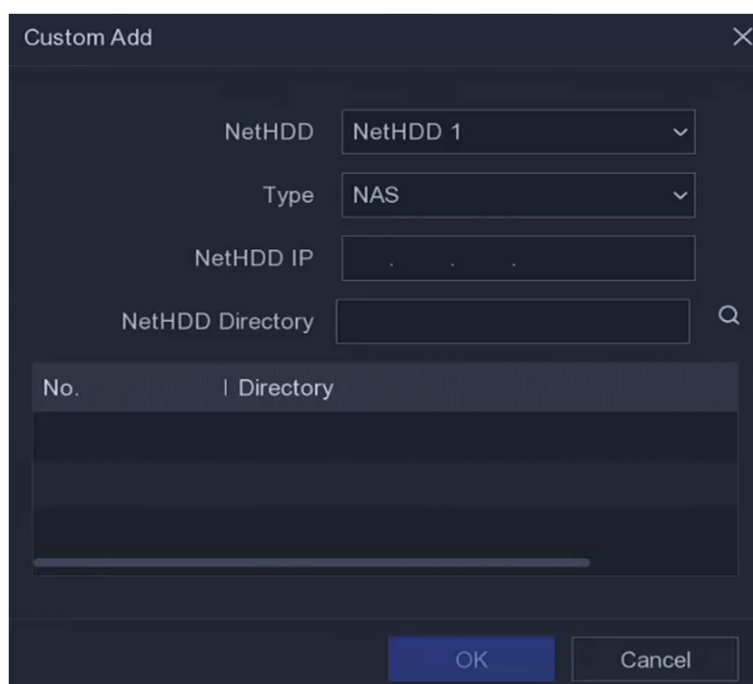 Custom Add
NetHDD NetHDD 1
Type NAS
NetHDD IP . . .
NetHDD Directory
No. Directory
OK Cancel